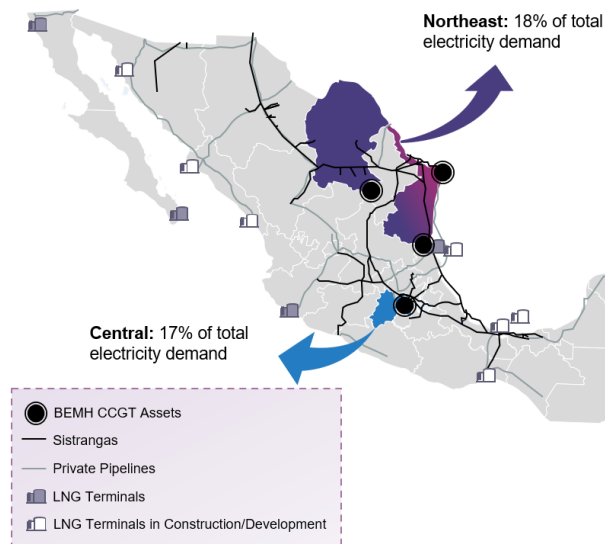 Northeast: 18% of total
electricity demand
Central: 17% of total
electricity demand
BEMH CCGT Assets
Sistrangas
Private Pipelines
LNG Terminals
LNG Terminals in Construction/Development